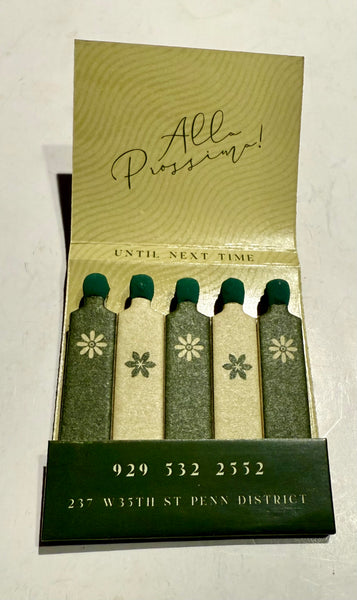 Alla
Prossima!
UNTIL NEXT TIME
929 532 2552
237 W35TH ST PENN DISTRICT